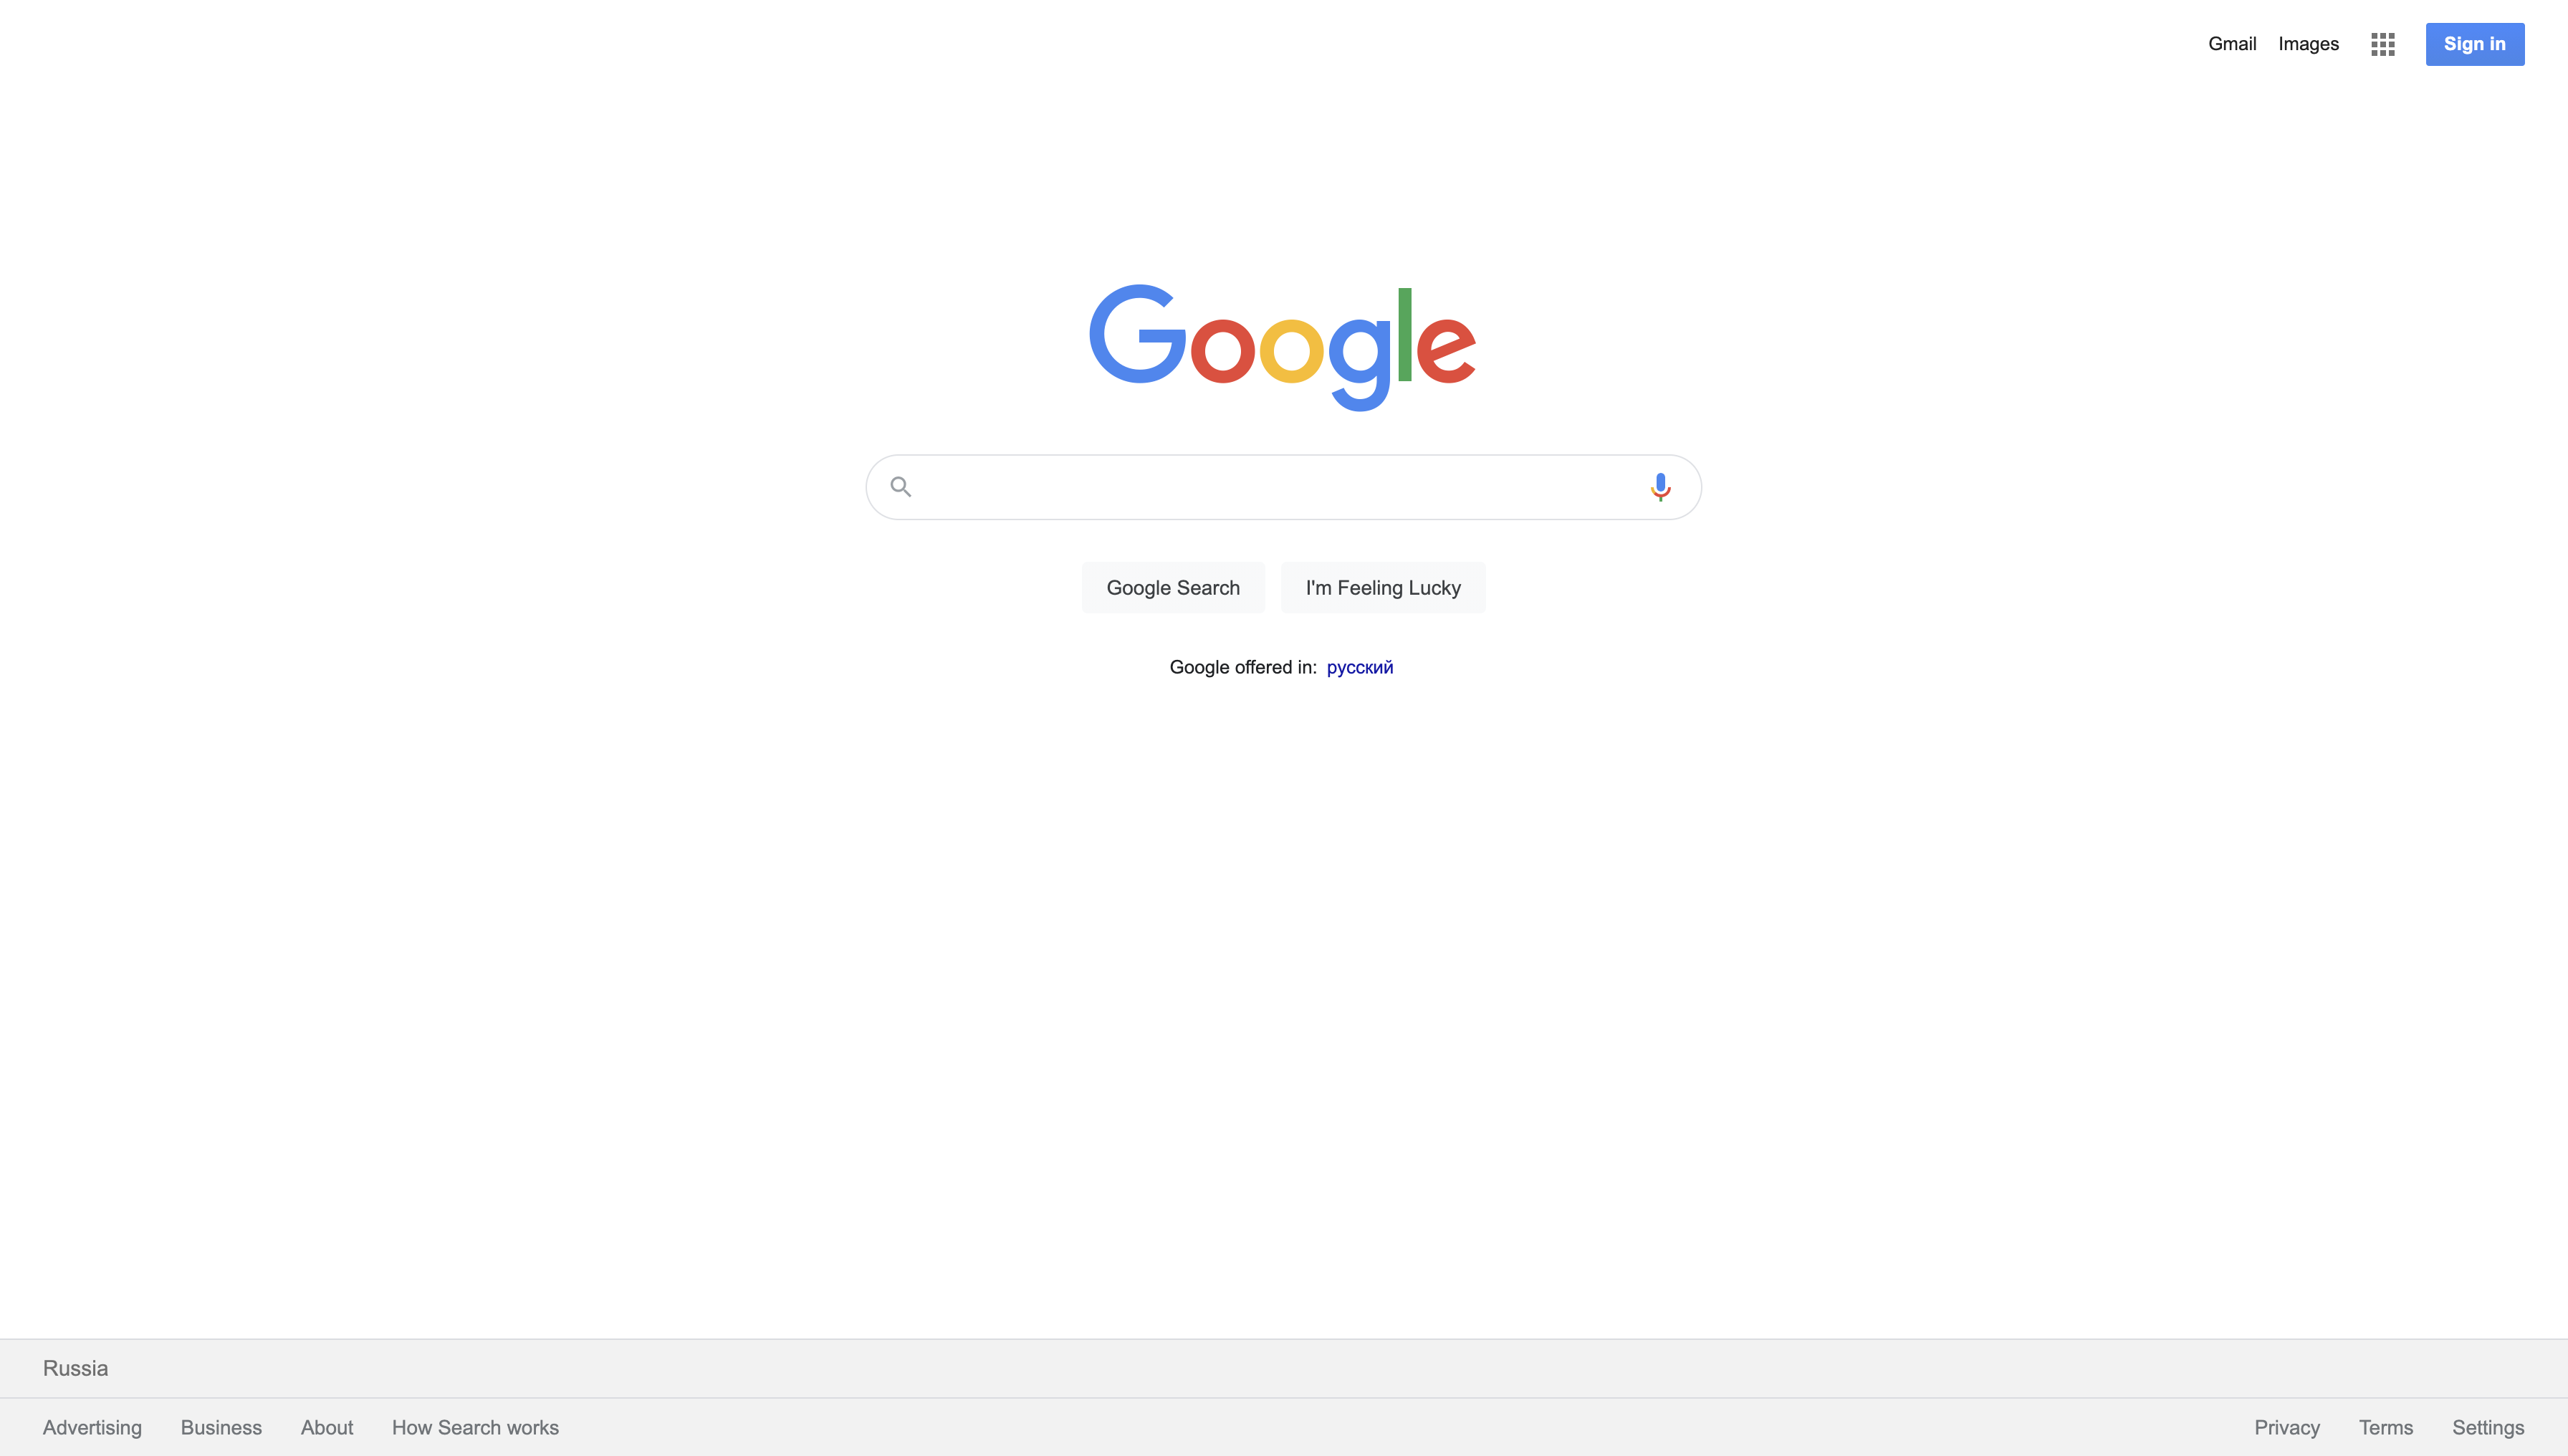 Gmail Images Sign in
Google
Google Search I'm Feeling Lucky
Google offered in: русский
Russia
Advertising Business About How Search works Privacy Terms Settings